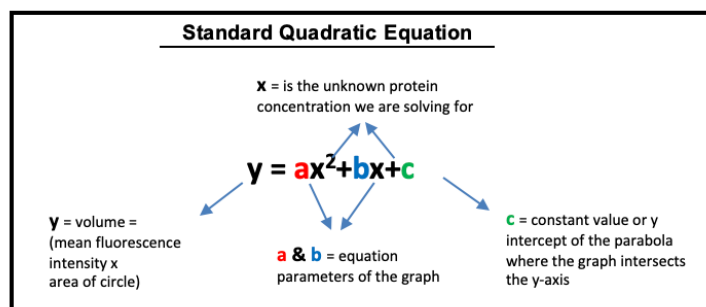 Standard Quadratic Equation
x = is the unknown protein
concentration we are solving for
y = ax²+bx+c
y = volume =
(mean fluorescence
intensity x
area of circle)
a & b = equation
parameters of the graph
c = constant value or y
intercept of the parabola
where the graph intersects
the y-axis